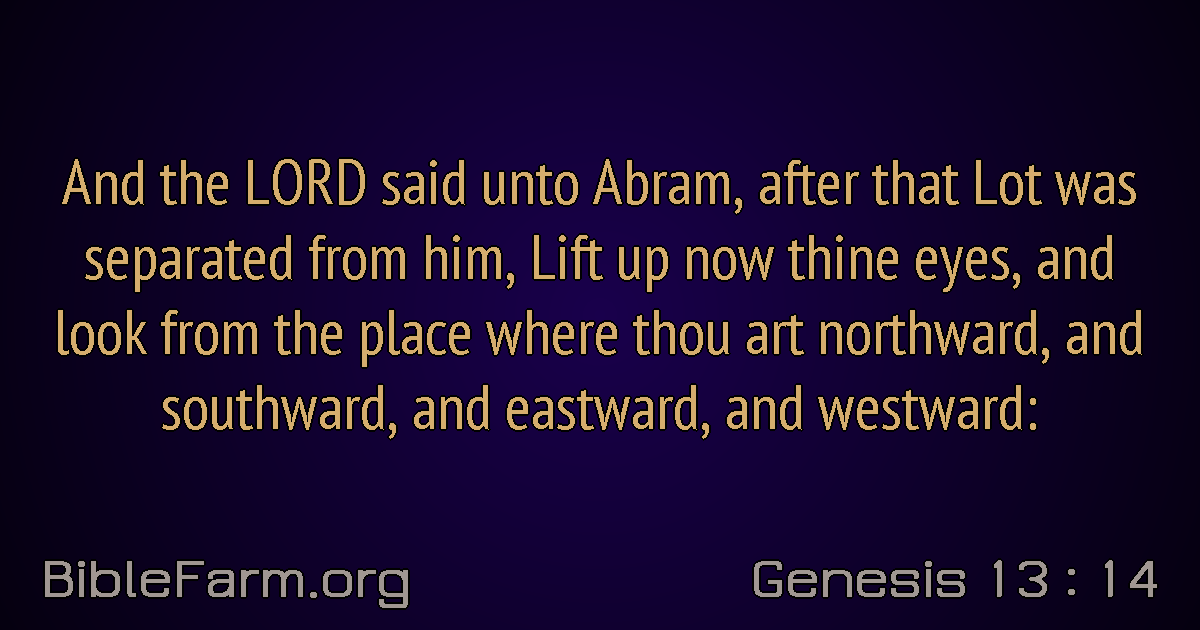 And the LORD said unto Abram, after that Lot was
separated from him, Lift up now thine eyes, and
look from the place where thou art northward, and
southward, and eastward, and westward:
BibleFarm.org
Genesis 13 : 14